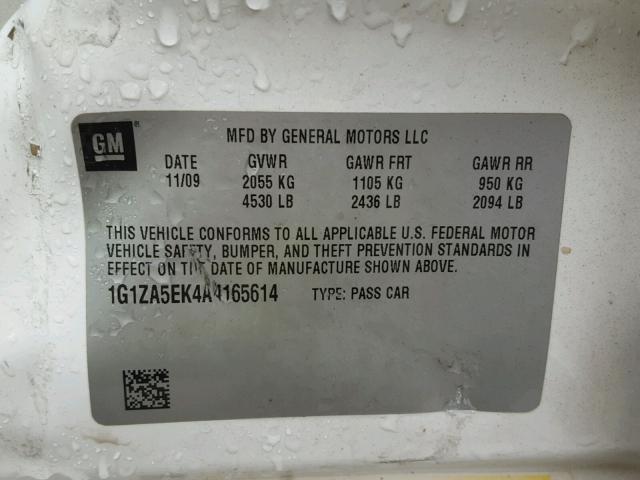 GM MFD BY GENERAL MOTORS LLC
DATE GVWR GAWR FRT GAWR RR
11/09 2055 KG 1105 KG 950 KG
4530 LB 2436 LB 2094 LB
THIS VEHICLE CONFORMS TO ALL APPLICABLE U.S. FEDERAL MOTOR
VEHICLE SAFETY, BUMPER, AND THEFT PREVENTION STANDARDS IN
EFFECT ON THE DATE OF MANUFACTURE SHOWN ABOVE.
1G1ZA5EK4A4165614 TYPE: PASS CAR